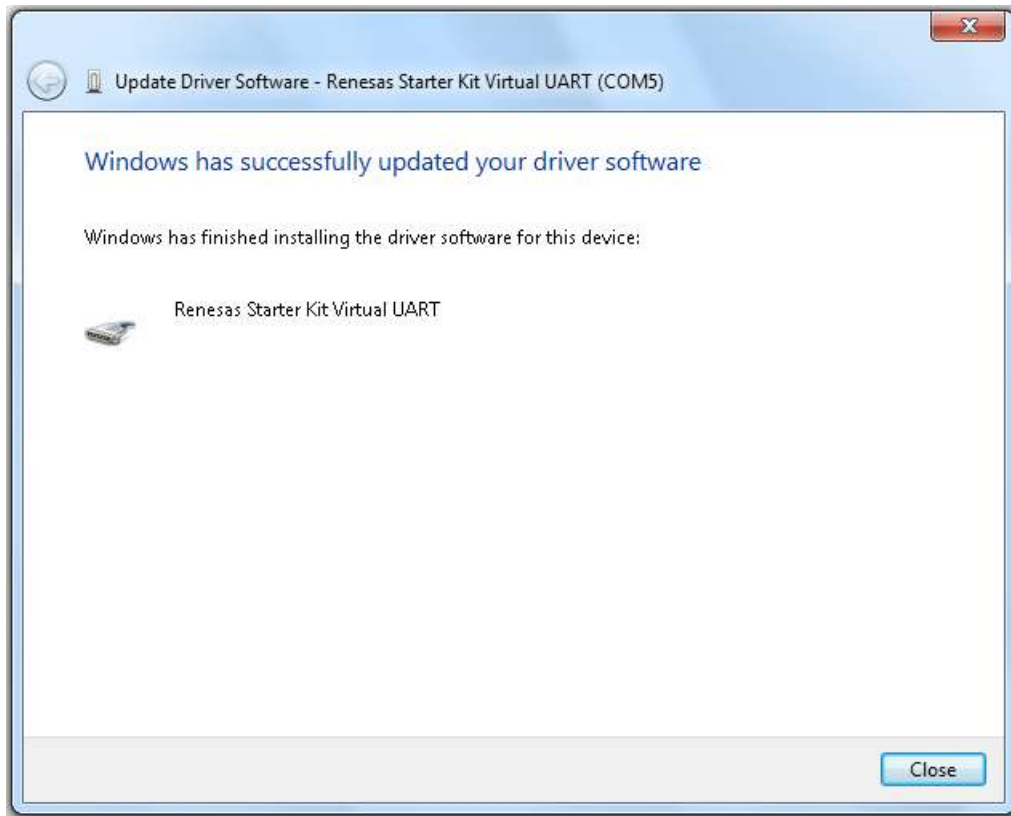 Update Driver Software - Renesas Starter Kit Virtual UART (COM5)
Windows has successfully updated your driver software
Windows has finished installing the driver software for this device:
Renesas Starter Kit Virtual UART
Close